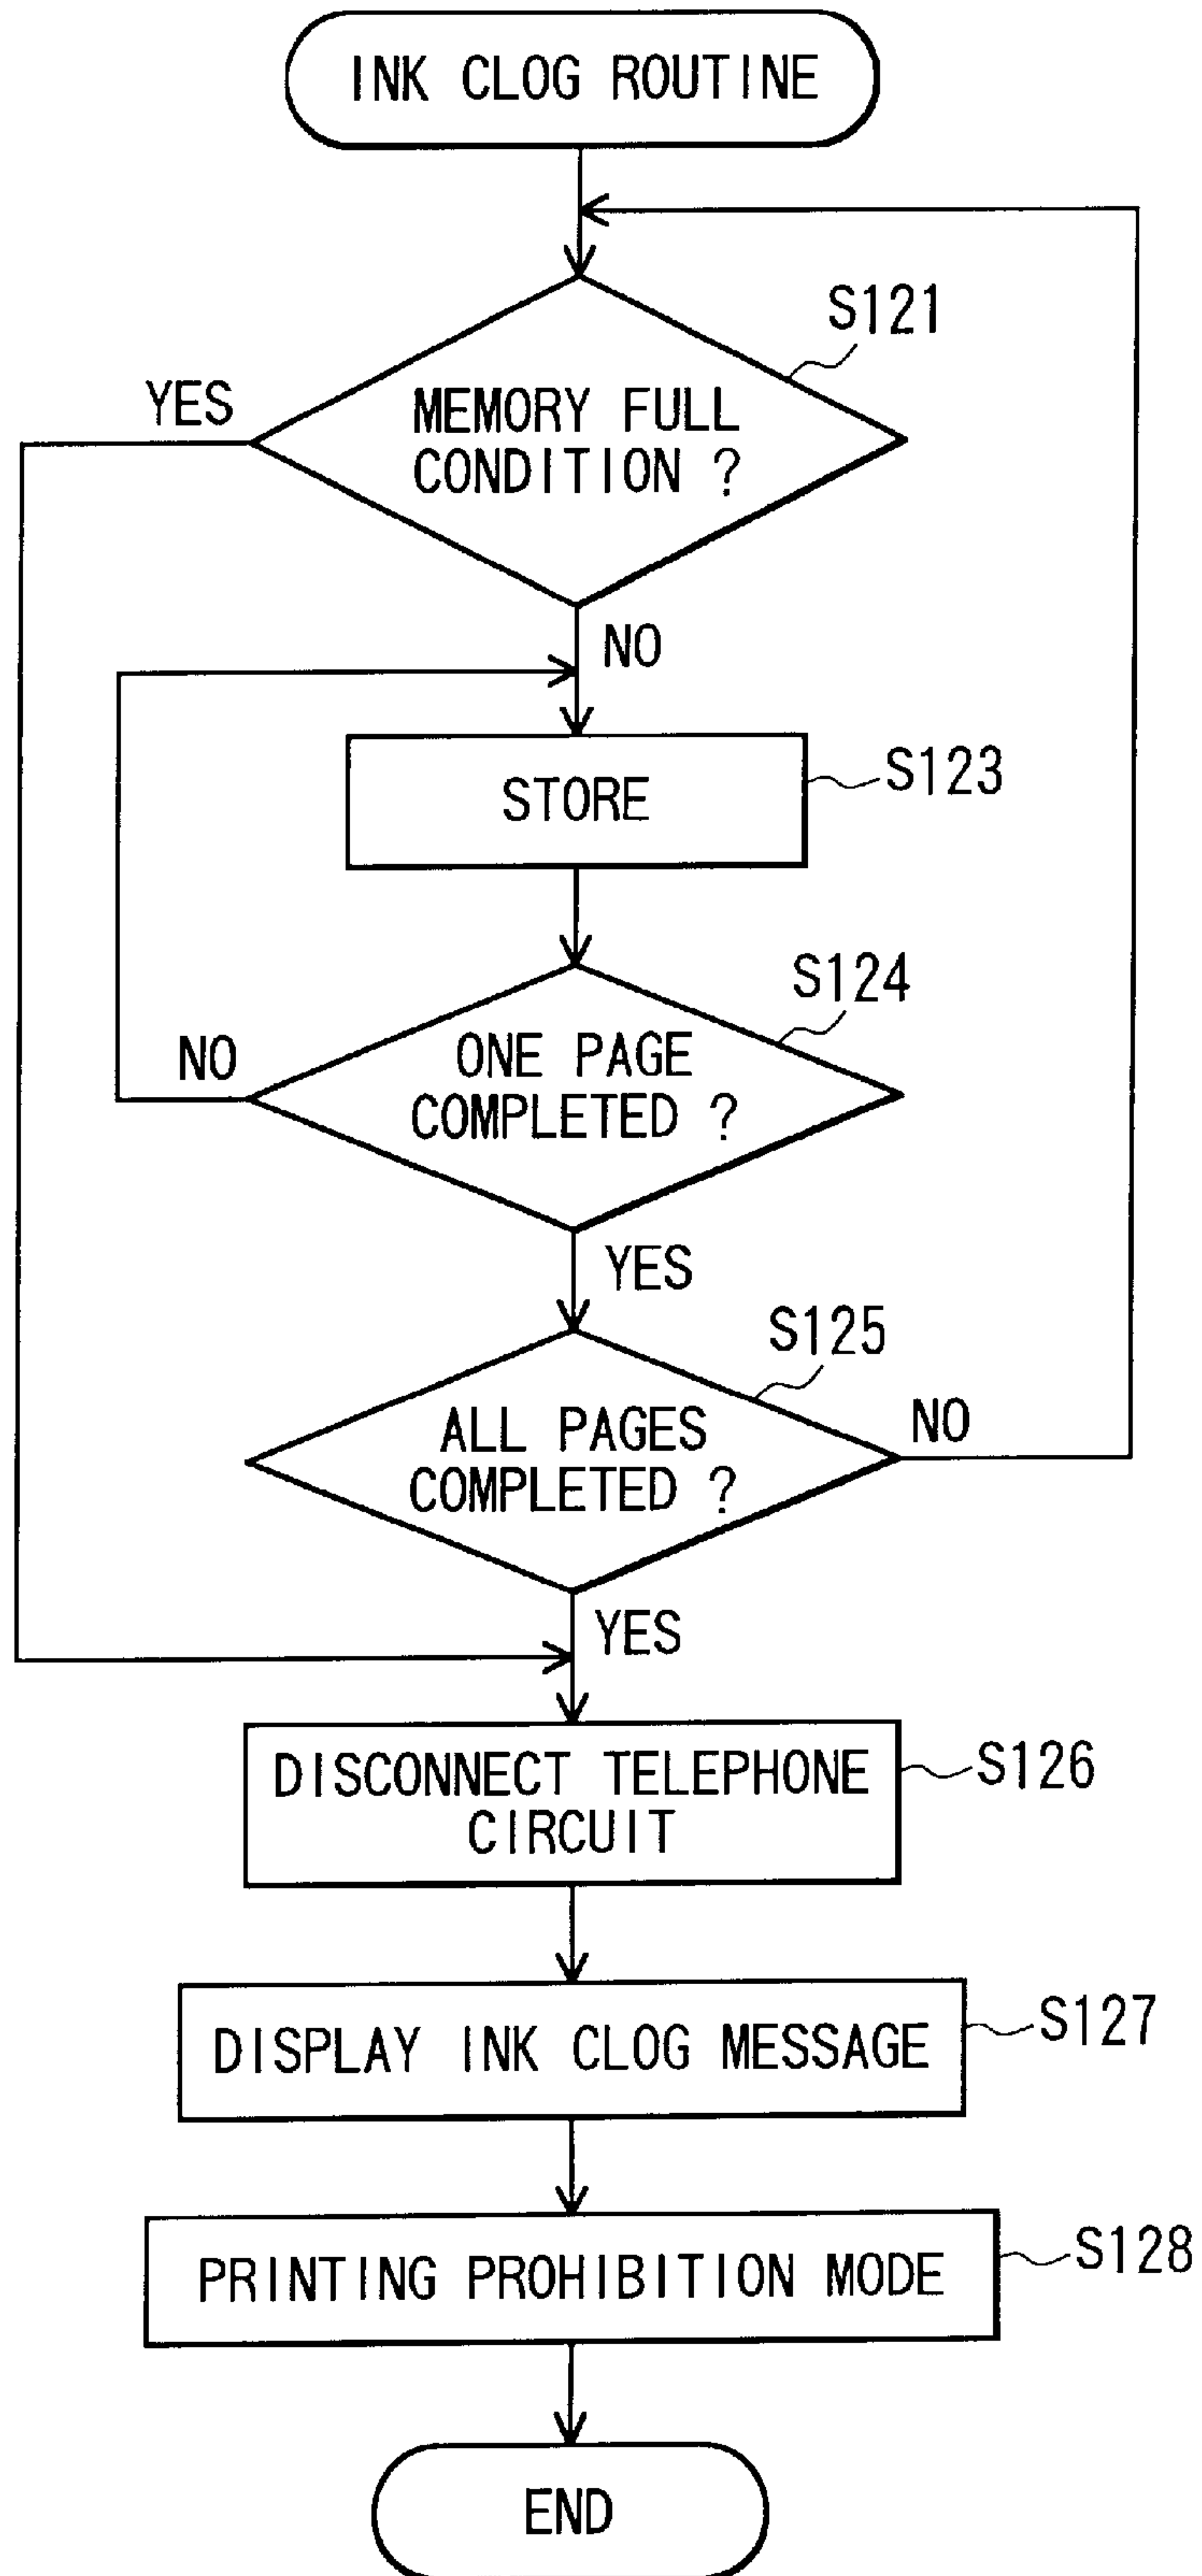 INK CLOG ROUTINE
S121
YES
MEMORY FULL
CONDITION ?
NO
STORE
S123
S124
NO
ONE PAGE
COMPLETED ?
YES
S125
ALL PAGES
COMPLETED ?
NO
YES
DISCONNECT TELEPHONE
CIRCUIT
S126
DISPLAY INK CLOG MESSAGE
S127
PRINTING PROHIBITION MODE
S128
END